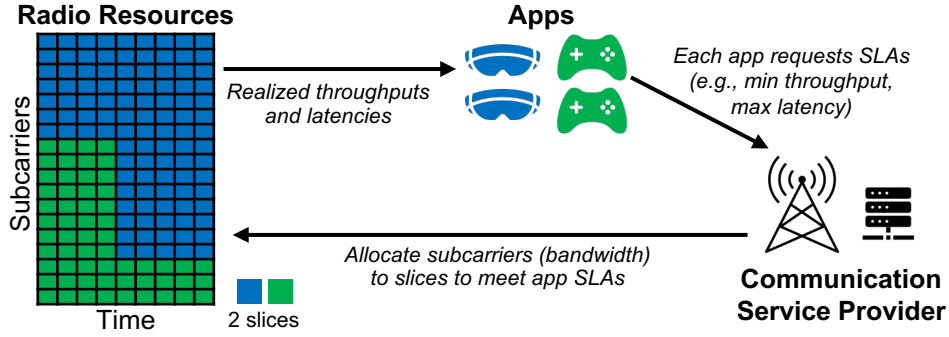 Radio Resources
Apps
Subcarriers
Time
2 slices
Realized throughputs
and latencies
Each app requests SLAs
(e.g., min throughput,
max latency)
Allocate subcarriers (bandwidth)
to slices to meet app SLAs
Communication
Service Provider